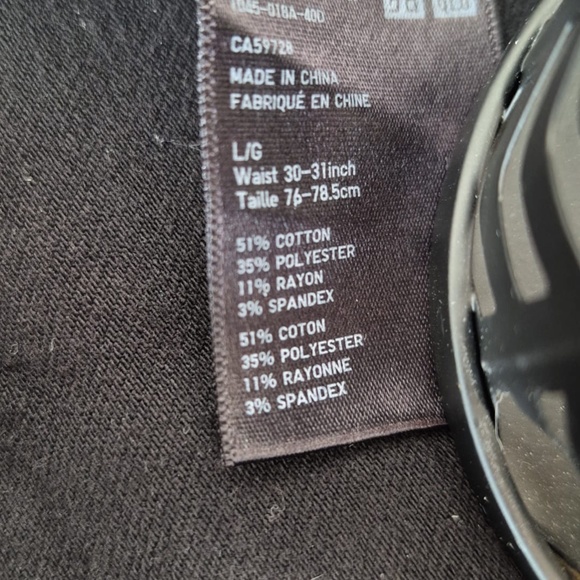 CA59728
MADE IN CHINA
FABRIQUÉ EN CHINE
L/G
Waist 30-31inch
Taille 76-78.5cm
51% COTTON
35% POLYESTER
11% RAYON
3% SPANDEX
51% COTON
35% POLYESTER
11% RAYONNE
3% SPANDEX